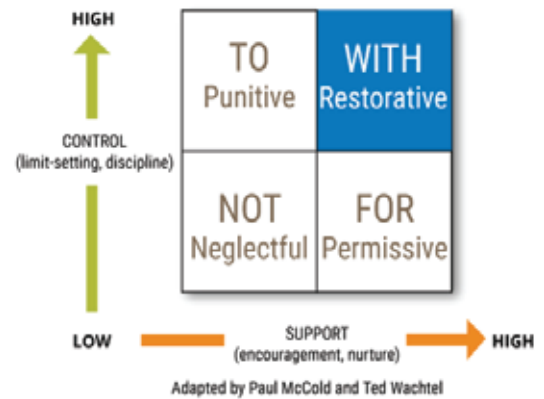 HIGH
TO
Punitive
WITH
Restorative
CONTROL
(limit-setting, discipline)
NOT
Neglectful
FOR
Permissive
LOW
SUPPORT
(encouragement, nurture)
HIGH
Adapted by Paul McCold and Ted Wachtel